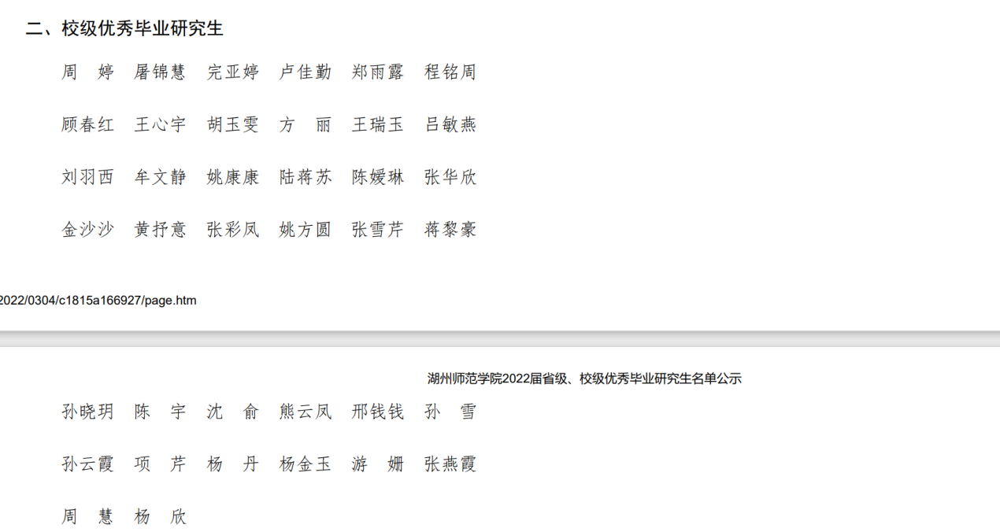 二、校级优秀毕业研究生
周　婷　屠锦慧　完亚婷　卢佳勤　郑雨露　程铭周
顾春红　王心宇　胡玉雯　方　丽　王瑞玉　吕敏燕
刘羽西　牟文静　姚康康　陆蒋苏　陈嫒琳　张华欣
金沙沙　黄抒意　张彩凤　姚方圆　张雪芹　蒋黎豪
2022/0304/c1815a166927/page.htm
湖州师范学院2022届省级、校级优秀毕业研究生名单公示
孙晓玥　陈　宇　沈　俞　熊云凤　邢钱钱　孙　雪
孙云霞　项　芹　杨　丹　杨金玉　游　姗　张燕霞
周　慧　杨　欣